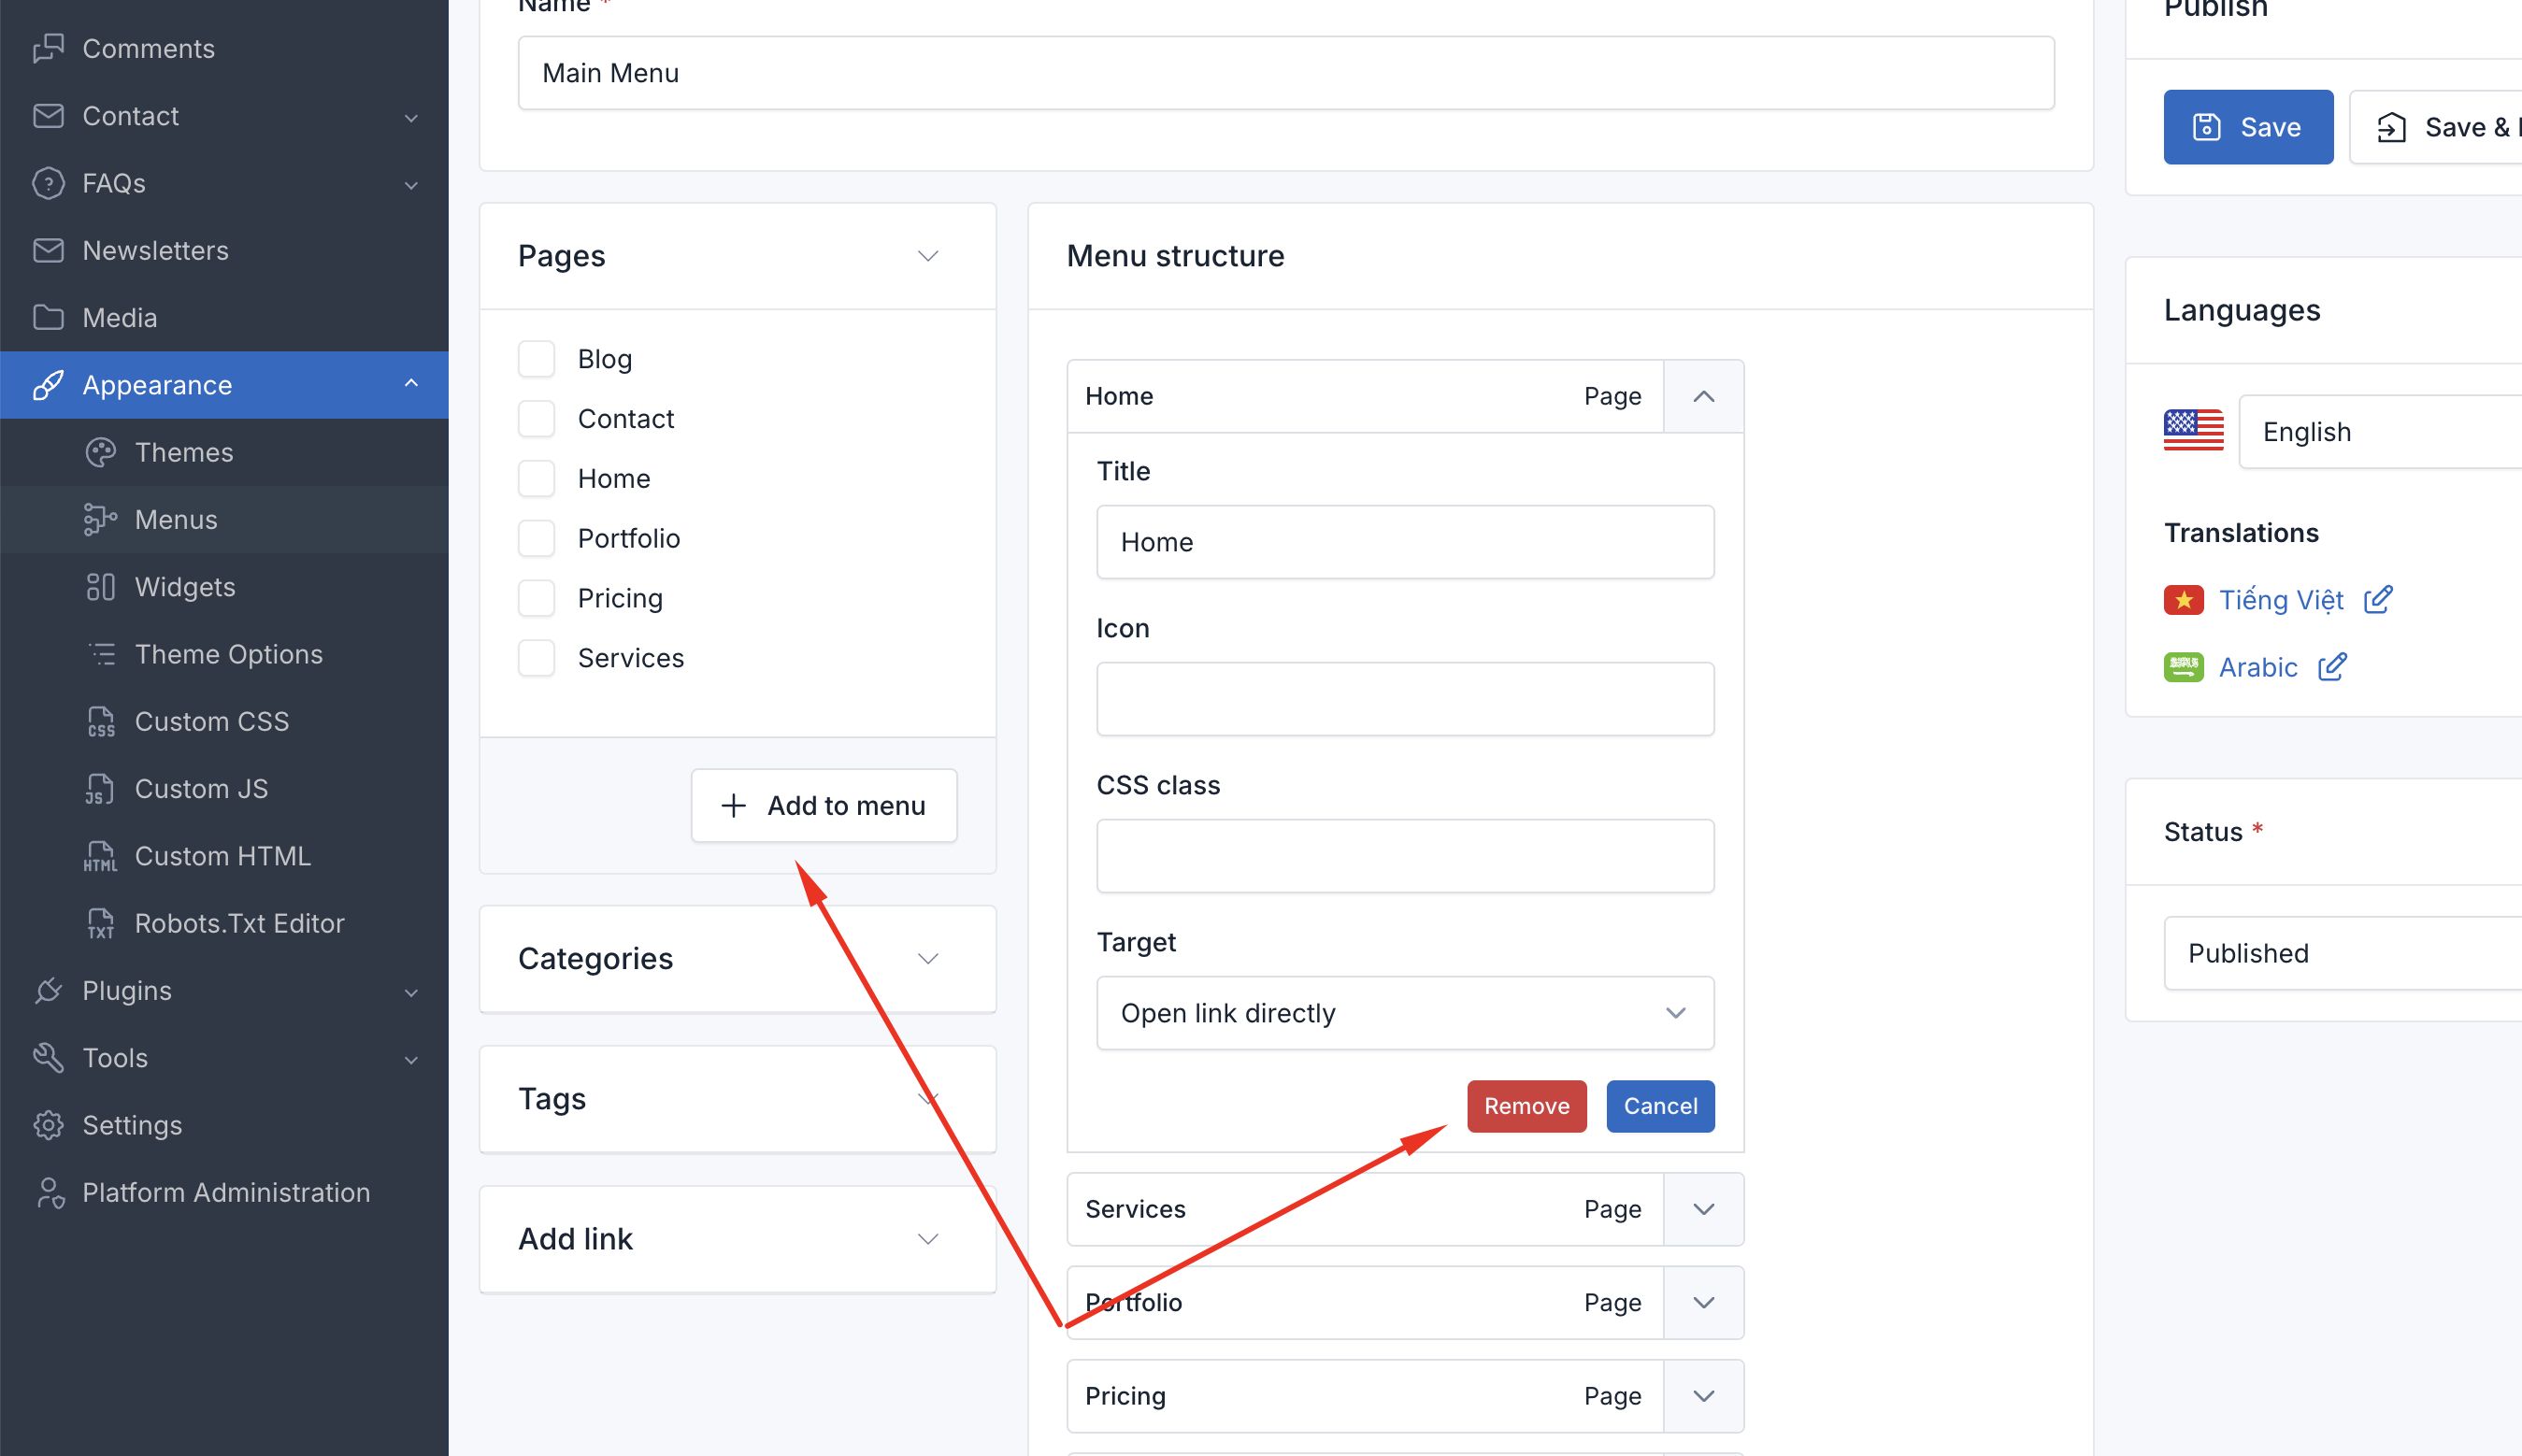 Comments
Contact
FAQs
Newsletters
Media
Appearance
Themes
Menus
Widgets
Theme Options
Custom CSS
Custom JS
Custom HTML
Robots.Txt Editor
Plugins
Tools
Settings
Platform Administration
Name *
Main Menu
Pages
Blog
Contact
Home
Portfolio
Pricing
Services
Add to menu
Categories
Tags
Add link
Menu structure
Home Page
Title
Home
Icon
CSS class
Target
Open link directly
Remove Cancel
Services Page
Portfolio Page
Pricing Page
Publish
Save Save &
Languages
English
Translations
Tiếng Việt
Arabic
Status *
Published